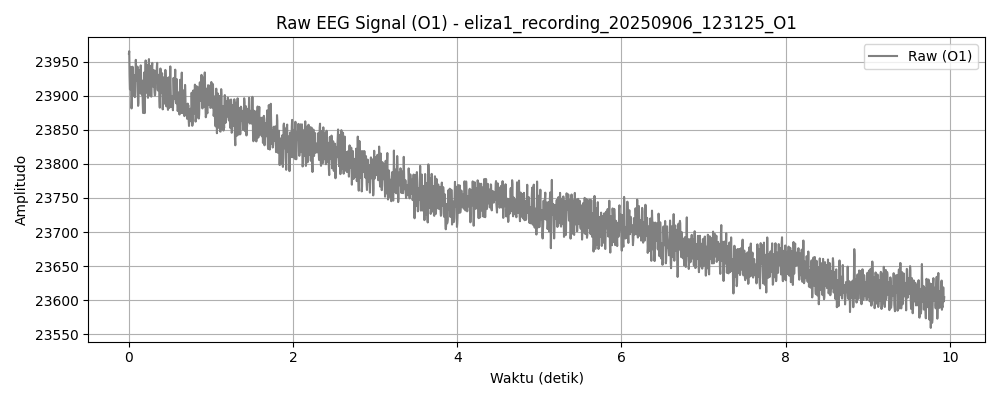 Raw EEG Signal (O1) - eliza1_recording_20250906_123125_O1
Raw (O1)
Amplitudo
23950
23900
23850
23800
23750
23700
23650
23600
23550
0 2 4 6 8 10
Waktu (detik)